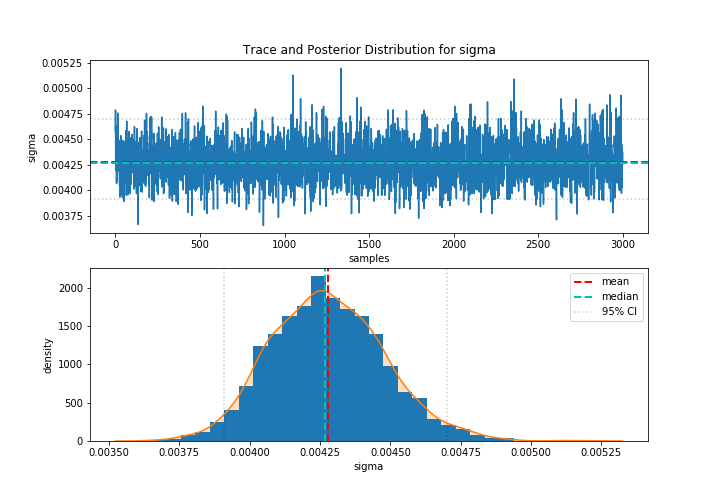 Trace and Posterior Distribution for sigma
0.00525
0.00500
0.00475
0.00450
0.00425
0.00400
0.00375
sigma
0 500 1000 1500 2000 2500 3000
samples
2000
1500
1000
500
0
density
mean
median
95% CI
0.00350 0.00375 0.00400 0.00425 0.00450 0.00475 0.00500 0.00525
sigma